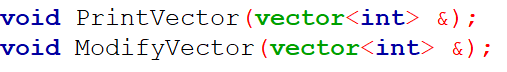 void PrintVector(vector<int> &);
void ModifyVector(vector<int> &);